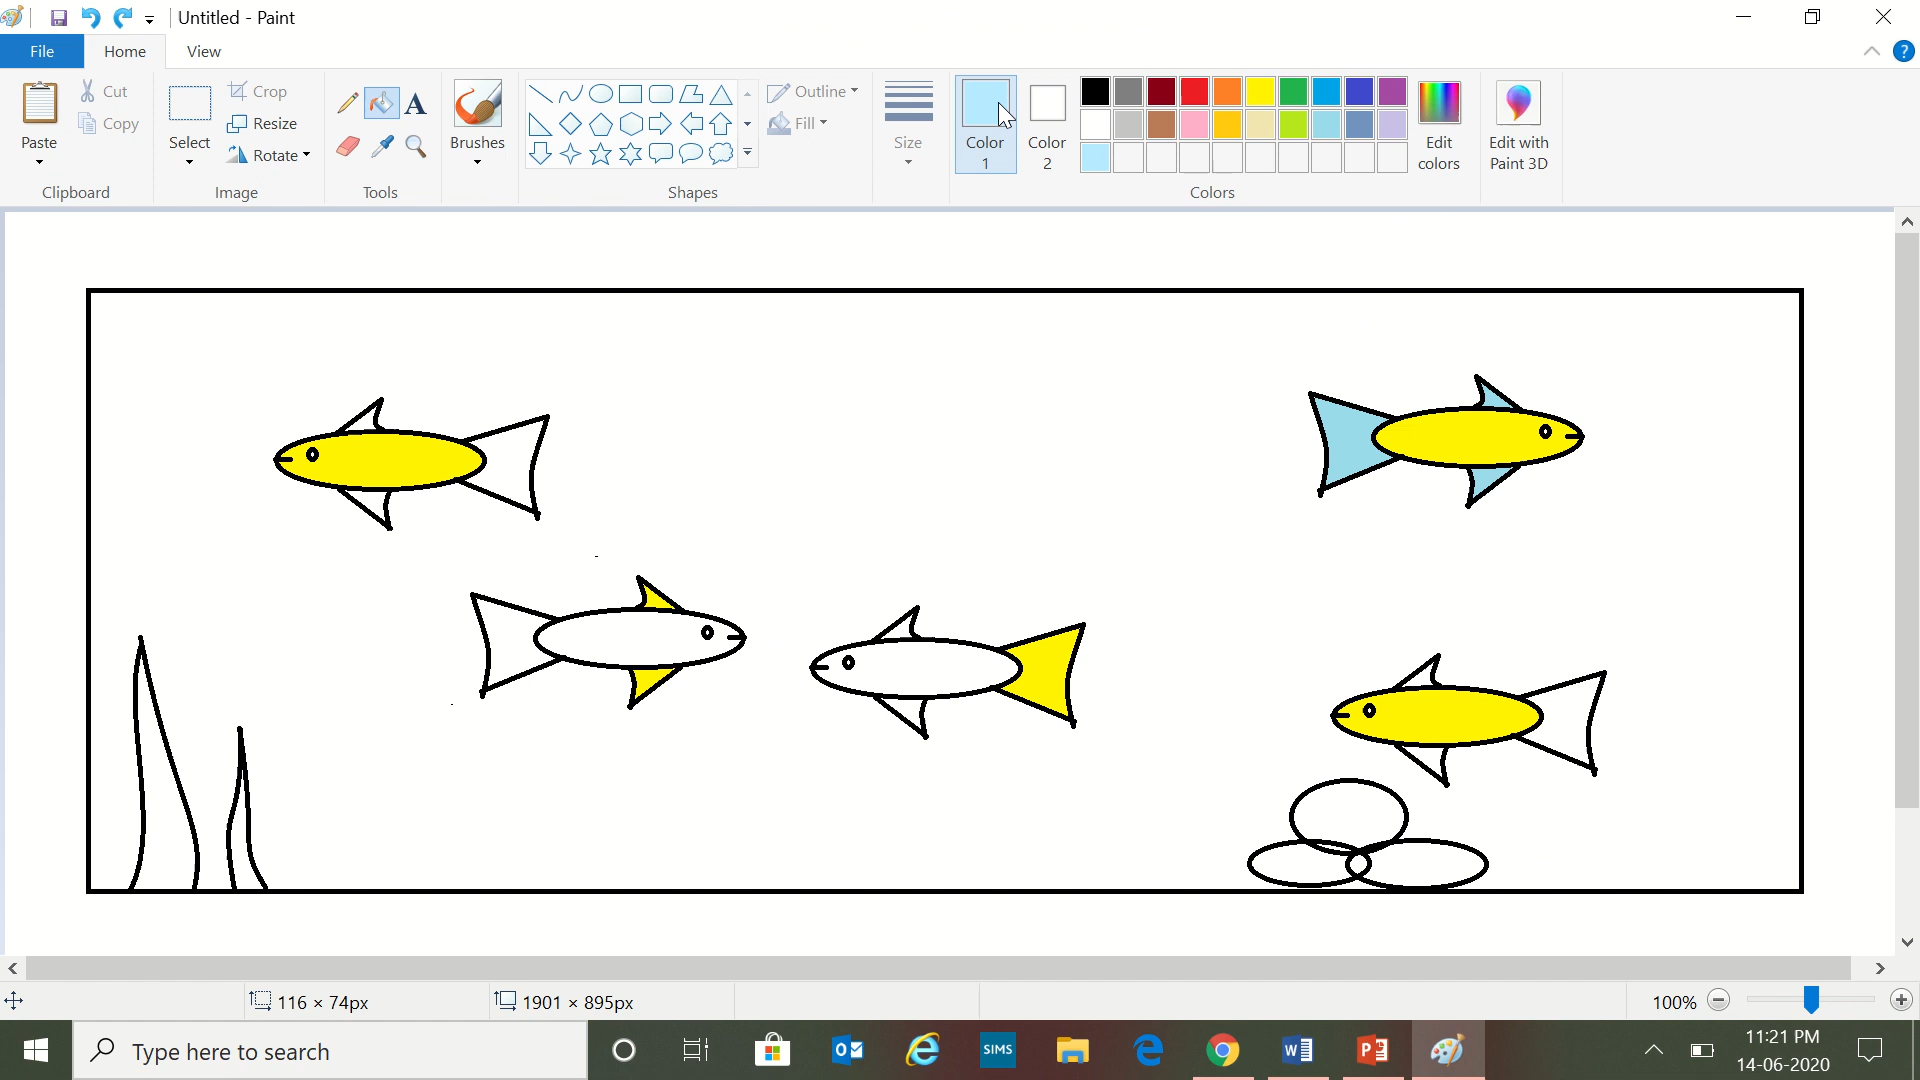 Untitled - Paint
File Home View
Paste
Cut
Copy
Clipboard
Select
Crop
Resize
Rotate
Image
A
Tools
Brushes
Outline
Fill
Shapes
Size
Color
1
Color
2
Edit
colors
Colors
Edit with
Paint 3D
?
116 × 74px
1901 × 895px
100%
Type here to search
SIMS
11:21 PM
14-06-2020